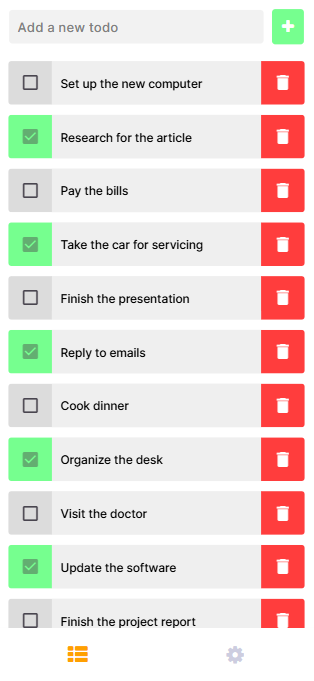 Add a new todo
Set up the new computer
Research for the article
Pay the bills
Take the car for servicing
Finish the presentation
Reply to emails
Cook dinner
Organize the desk
Visit the doctor
Update the software
Finish the project report